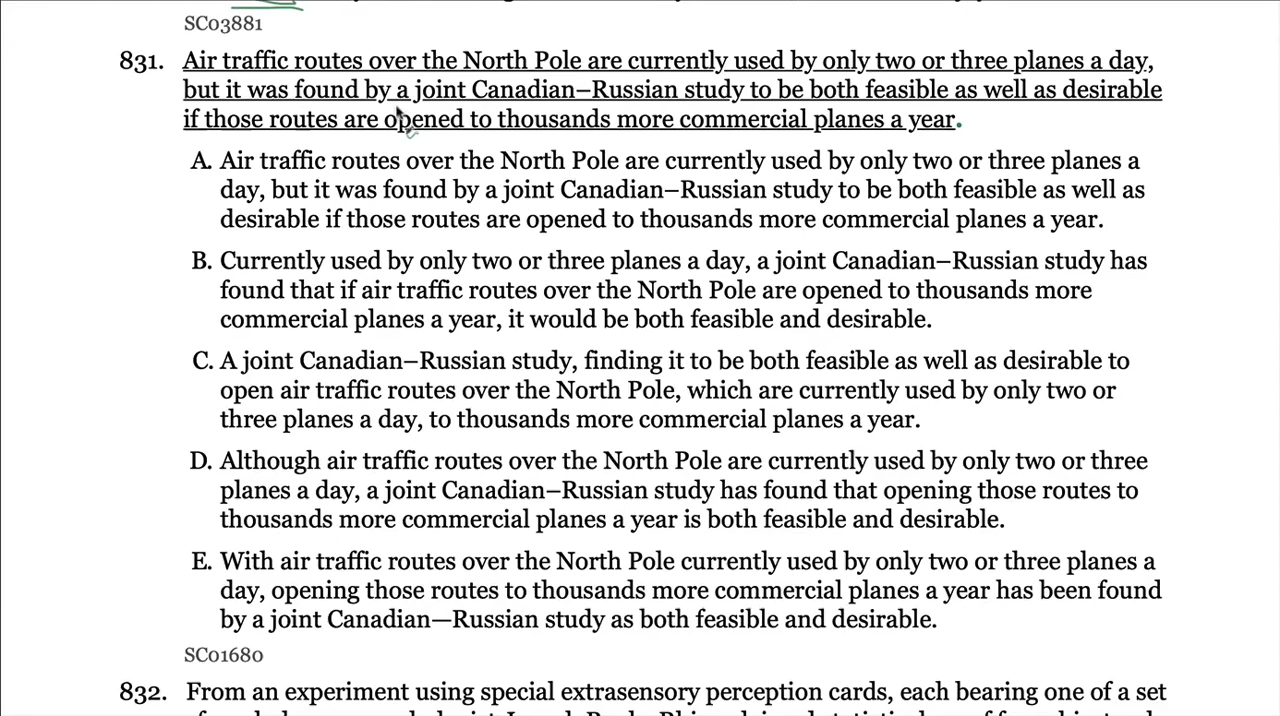 SC03881
831. Air traffic routes over the North Pole are currently used by only two or three planes a day,
but it was found by a joint Canadian–Russian study to be both feasible as well as desirable
if those routes are opened to thousands more commercial planes a year.
A. Air traffic routes over the North Pole are currently used by only two or three planes a
day, but it was found by a joint Canadian–Russian study to be both feasible as well as
desirable if those routes are opened to thousands more commercial planes a year.
B. Currently used by only two or three planes a day, a joint Canadian–Russian study has
found that if air traffic routes over the North Pole are opened to thousands more
commercial planes a year, it would be both feasible and desirable.
C. A joint Canadian–Russian study, finding it to be both feasible as well as desirable to
open air traffic routes over the North Pole, which are currently used by only two or
three planes a day, to thousands more commercial planes a year.
D. Although air traffic routes over the North Pole are currently used by only two or three
planes a day, a joint Canadian–Russian study has found that opening those routes to
thousands more commercial planes a year is both feasible and desirable.
E. With air traffic routes over the North Pole currently used by only two or three planes a
day, opening those routes to thousands more commercial planes a year has been found
by a joint Canadian—Russian study as both feasible and desirable.
SC01680
832. From an experiment using special extrasensory perception cards, each bearing one of a set